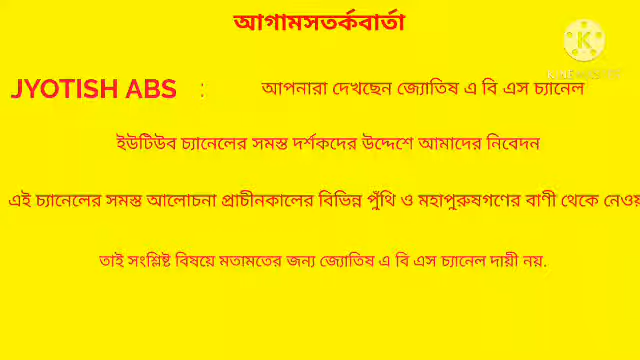 আগামসতর্কবার্তা
KINEMASTER
JYOTISH ABS : আপনারা দেখছেন জ্যোতিষ এ বি এস চ্যানেল
ইউটিউব চ্যানেলের সমস্ত দর্শকদের উদ্দেশে আমাদের নিবেদন
এই চ্যানেলের সমস্ত আলোচনা প্রাচীনকালের বিভিন্ন পুঁথি ও মহাপুরুষগণের বাণী থেকে
তাই সংশ্লিষ্ট বিষয়ে মতামতের জন্য জ্যোতিষ এ বি এস চ্যানেল দায়ী নয়.